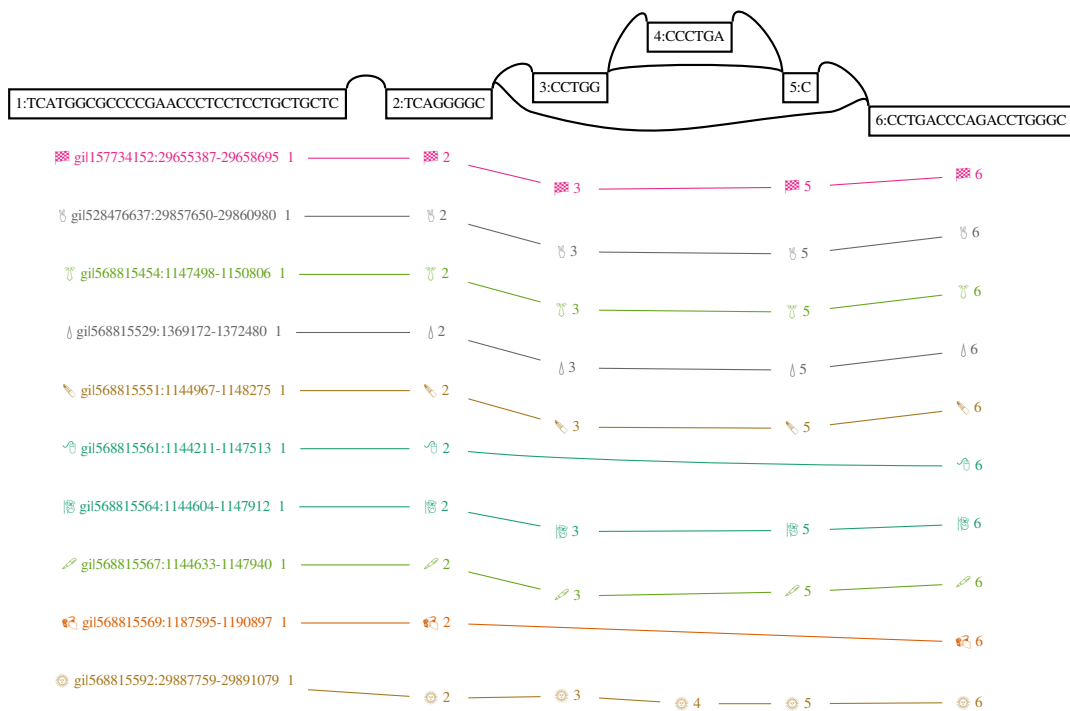 4:CCCTGA
3:CCTGG
5:C
1:TCATGGCGCCCCGAACCCTCCTCCTGCTGCTC
2:TCAGGGGC
6:CCTGACCCAGACCTGGGC
gi|157734152:29655387-29658695 1 2 3 5 6
gi|528476637:29857650-29860980 1 2 3 5 6
gi|568815454:1147498-1150806 1 2 3 5 6
gi|568815529:1369172-1372480 1 2 3 5 6
gi|568815551:1144967-1148275 1 2 3 5 6
gi|568815561:1144211-1147513 1 2 6
gi|568815564:1144604-1147912 1 2 3 5 6
gi|568815567:1144633-1147940 1 2 3 5 6
gi|568815569:1187595-1190897 1 2 6
gi|568815592:29887759-29891079 1 2 3 4 5 6